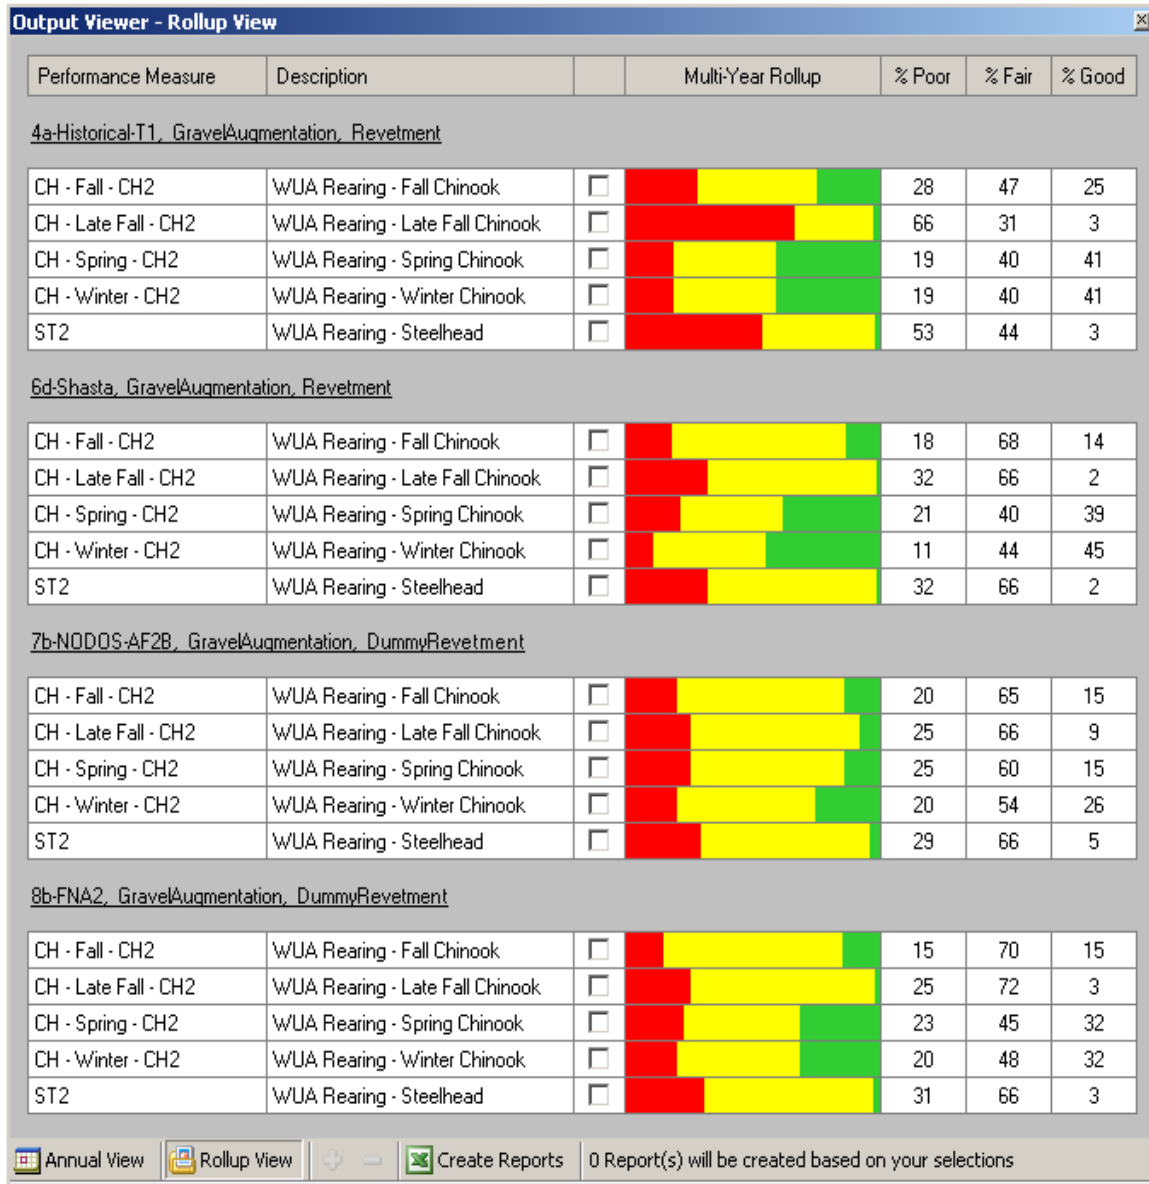 Output Viewer - Rollup View
Performance Measure Description Multi-Year Rollup % Poor % Fair % Good
4a-Historical-T1, GravelAugmentation, Revetment
CH - Fall - CH2 WUA Rearing - Fall Chinook 28 47 25
CH - Late Fall - CH2 WUA Rearing - Late Fall Chinook 66 31 3
CH - Spring - CH2 WUA Rearing - Spring Chinook 19 40 41
CH - Winter - CH2 WUA Rearing - Winter Chinook 19 40 41
ST2 WUA Rearing - Steelhead 53 44 3
6d-Shasta, GravelAugmentation, Revetment
CH - Fall - CH2 WUA Rearing - Fall Chinook 18 68 14
CH - Late Fall - CH2 WUA Rearing - Late Fall Chinook 32 66 2
CH - Spring - CH2 WUA Rearing - Spring Chinook 21 40 39
CH - Winter - CH2 WUA Rearing - Winter Chinook 11 44 45
ST2 WUA Rearing - Steelhead 32 66 2
7b-NODOS-AF2B, GravelAugmentation, DummyRevetment
CH - Fall - CH2 WUA Rearing - Fall Chinook 20 65 15
CH - Late Fall - CH2 WUA Rearing - Late Fall Chinook 25 66 9
CH - Spring - CH2 WUA Rearing - Spring Chinook 25 60 15
CH - Winter - CH2 WUA Rearing - Winter Chinook 20 54 26
ST2 WUA Rearing - Steelhead 29 66 5
8b-FNA2, GravelAugmentation, DummyRevetment
CH - Fall - CH2 WUA Rearing - Fall Chinook 15 70 15
CH - Late Fall - CH2 WUA Rearing - Late Fall Chinook 25 72 3
CH - Spring - CH2 WUA Rearing - Spring Chinook 23 45 32
CH - Winter - CH2 WUA Rearing - Winter Chinook 20 48 32
ST2 WUA Rearing - Steelhead 31 66 3
Annual View Rollup View Create Reports 0 Report(s) will be created based on your selections